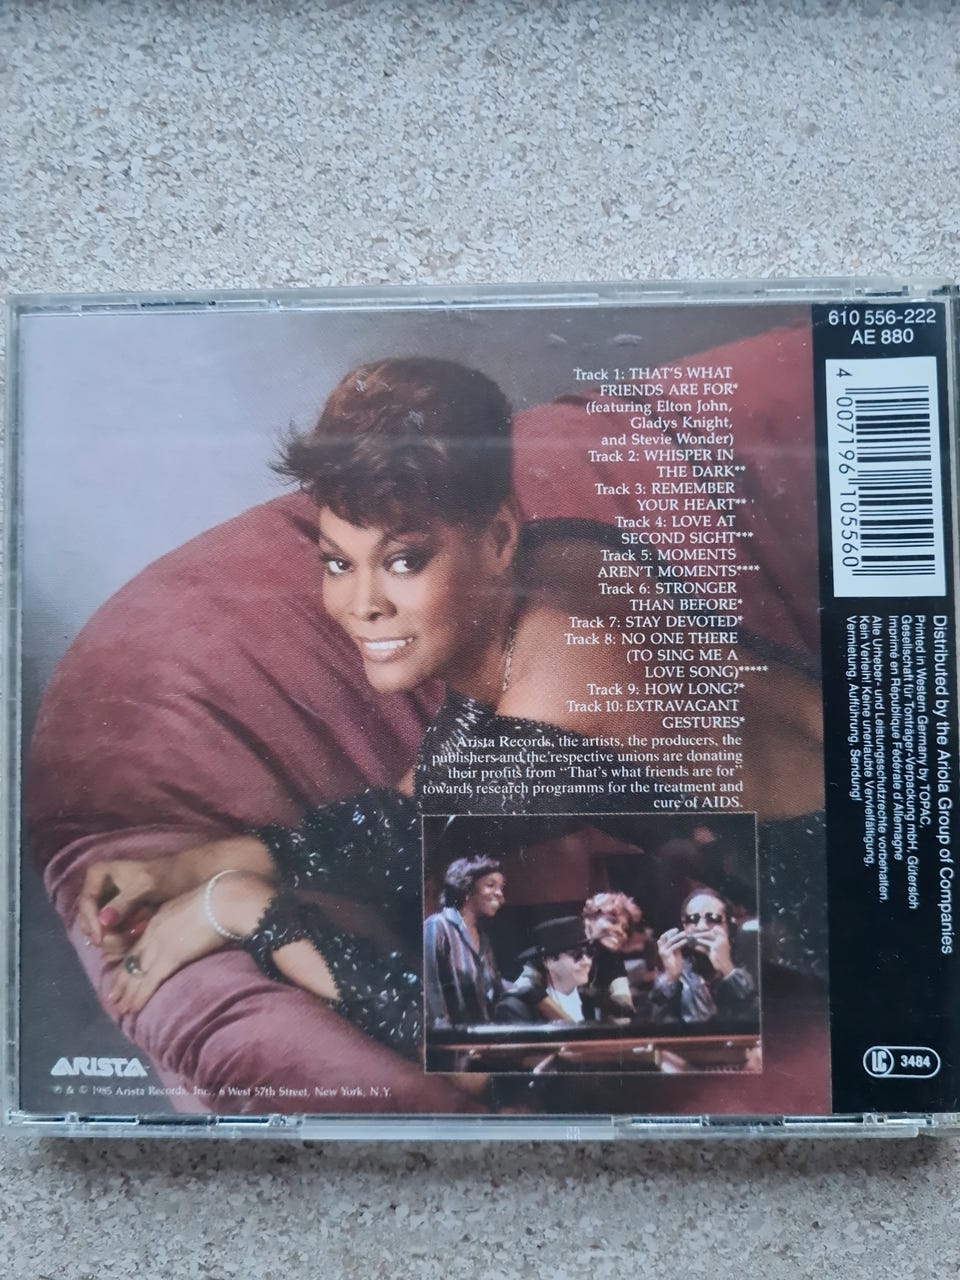 610 556-222
AE 880
4 007196 105560
Track 1: THAT'S WHAT
FRIENDS ARE FOR*
(featuring Elton John,
Gladys Knight,
and Stevie Wonder)
Track 2: WHISPER IN
THE DARK**
Track 3: REMEMBER
YOUR HEART**
Track 4: LOVE AT
SECOND SIGHT***
Track 5: MOMENTS
AREN'T MOMENTS****
Track 6: STRONGER
THAN BEFORE*
Track 7: STAY DEVOTED*
Track 8: NO ONE THERE
(TO SING ME A
LOVE SONG)*****
Track 9: HOW LONG?*
Track 10: EXTRAVAGANT
GESTURES*
Arista Records, the artists, the producers, the
publishers and the respective unions are donating
their profits from "That's what friends are for"
towards research programms for the treatment and
cure of AIDS.
Distributed by the Ariola Group of Companies
Printed in Western Germany by TOPAC,
Gesellschaft für Tonträger-Verpackung mbH, Gütersloh
Imprimé en République Fédérale d'Allemagne
Alle Urheber- und Leistungsschutzrechte vorbehalten.
Kein Verleih! Keine unerlaubte Vervielfältigung,
Vermietung, Aufführung, Sendung!
LC 3484
ARISTA
℗ & © 1985 Arista Records, Inc., 6 West 57th Street, New York, N.Y.